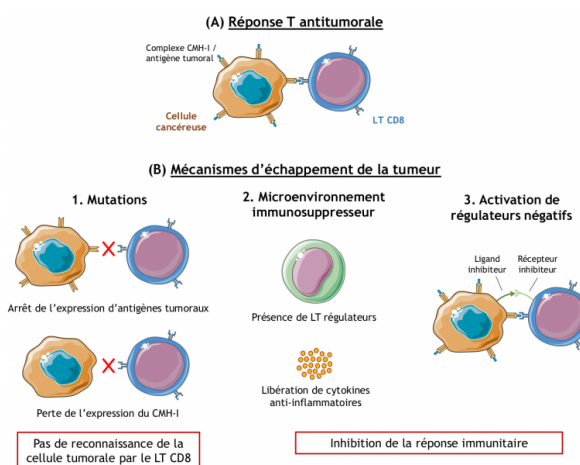 (A) Réponse T antitumorale
Complexe CMH-I /
antigène tumoral
Cellule
cancéreuse
LT CD8
(B) Mécanismes d’échappement de la tumeur
1. Mutations
Arrêt de l’expression d’antigènes tumoraux
Perte de l’expression du CMH-I
Pas de reconnaissance de la
cellule tumorale par le LT CD8
2. Microenvironnement
immunosuppresseur
Présence de LT régulateurs
Libération de cytokines
anti-inflammatoires
3. Activation de
régulateurs négatifs
Ligand
inhibiteur
Récepteur
inhibiteur
Inhibition de la réponse immunitaire